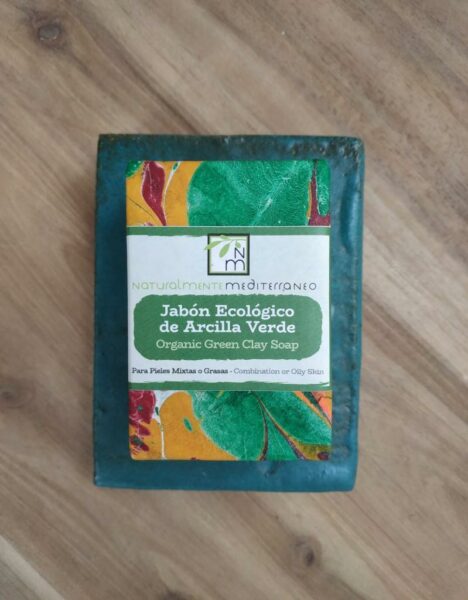 N
m
NATURALMENTE MEDITERRANEO
Jabón Ecológico
de Arcilla Verde
Organic Green Clay Soap
Para Pieles Mixtas o Grasas - Combination or Oily Skin